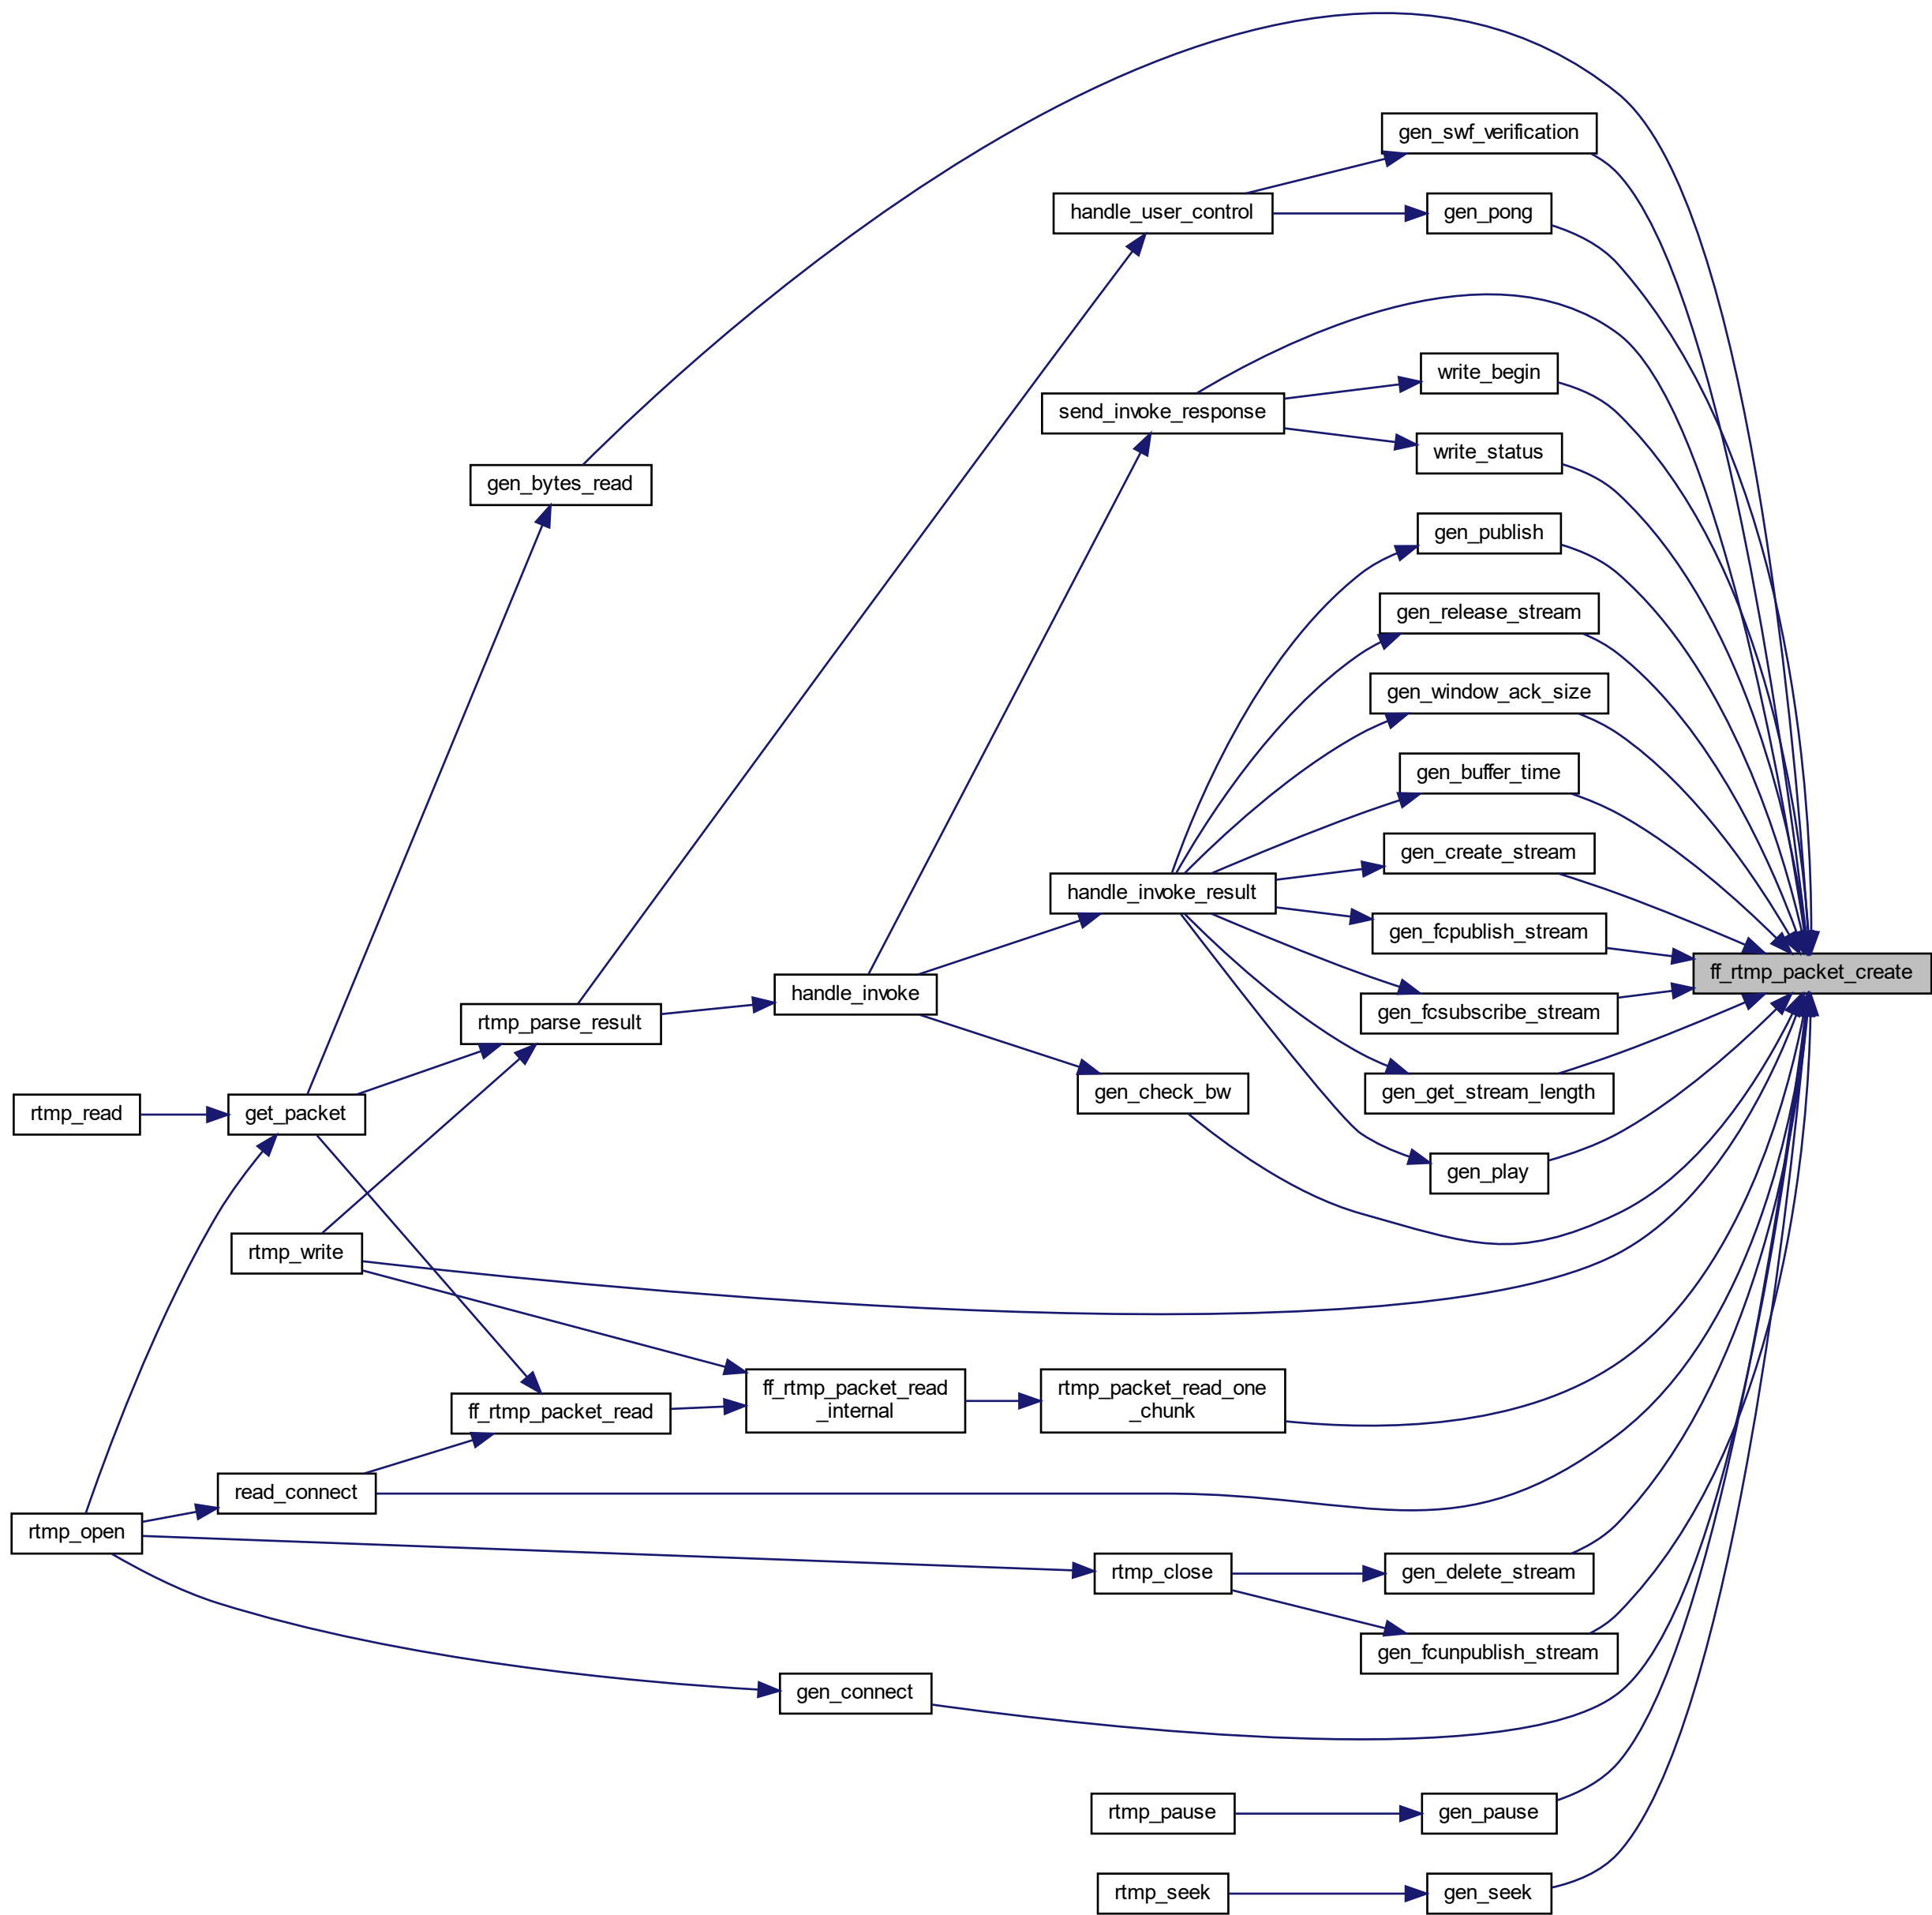 gen_swf_verification
handle_user_control
gen_pong
write_begin
send_invoke_response
write_status
gen_bytes_read
gen_publish
gen_release_stream
gen_window_ack_size
gen_buffer_time
gen_create_stream
handle_invoke_result
gen_fcpublish_stream
ff_rtmp_packet_create
handle_invoke
gen_fcsubscribe_stream
rtmp_parse_result
gen_check_bw
gen_get_stream_length
rtmp_read
get_packet
gen_play
rtmp_write
ff_rtmp_packet_read
_internal
rtmp_packet_read_one
_chunk
ff_rtmp_packet_read
read_connect
rtmp_open
rtmp_close
gen_delete_stream
gen_fcunpublish_stream
gen_connect
rtmp_pause
gen_pause
rtmp_seek
gen_seek